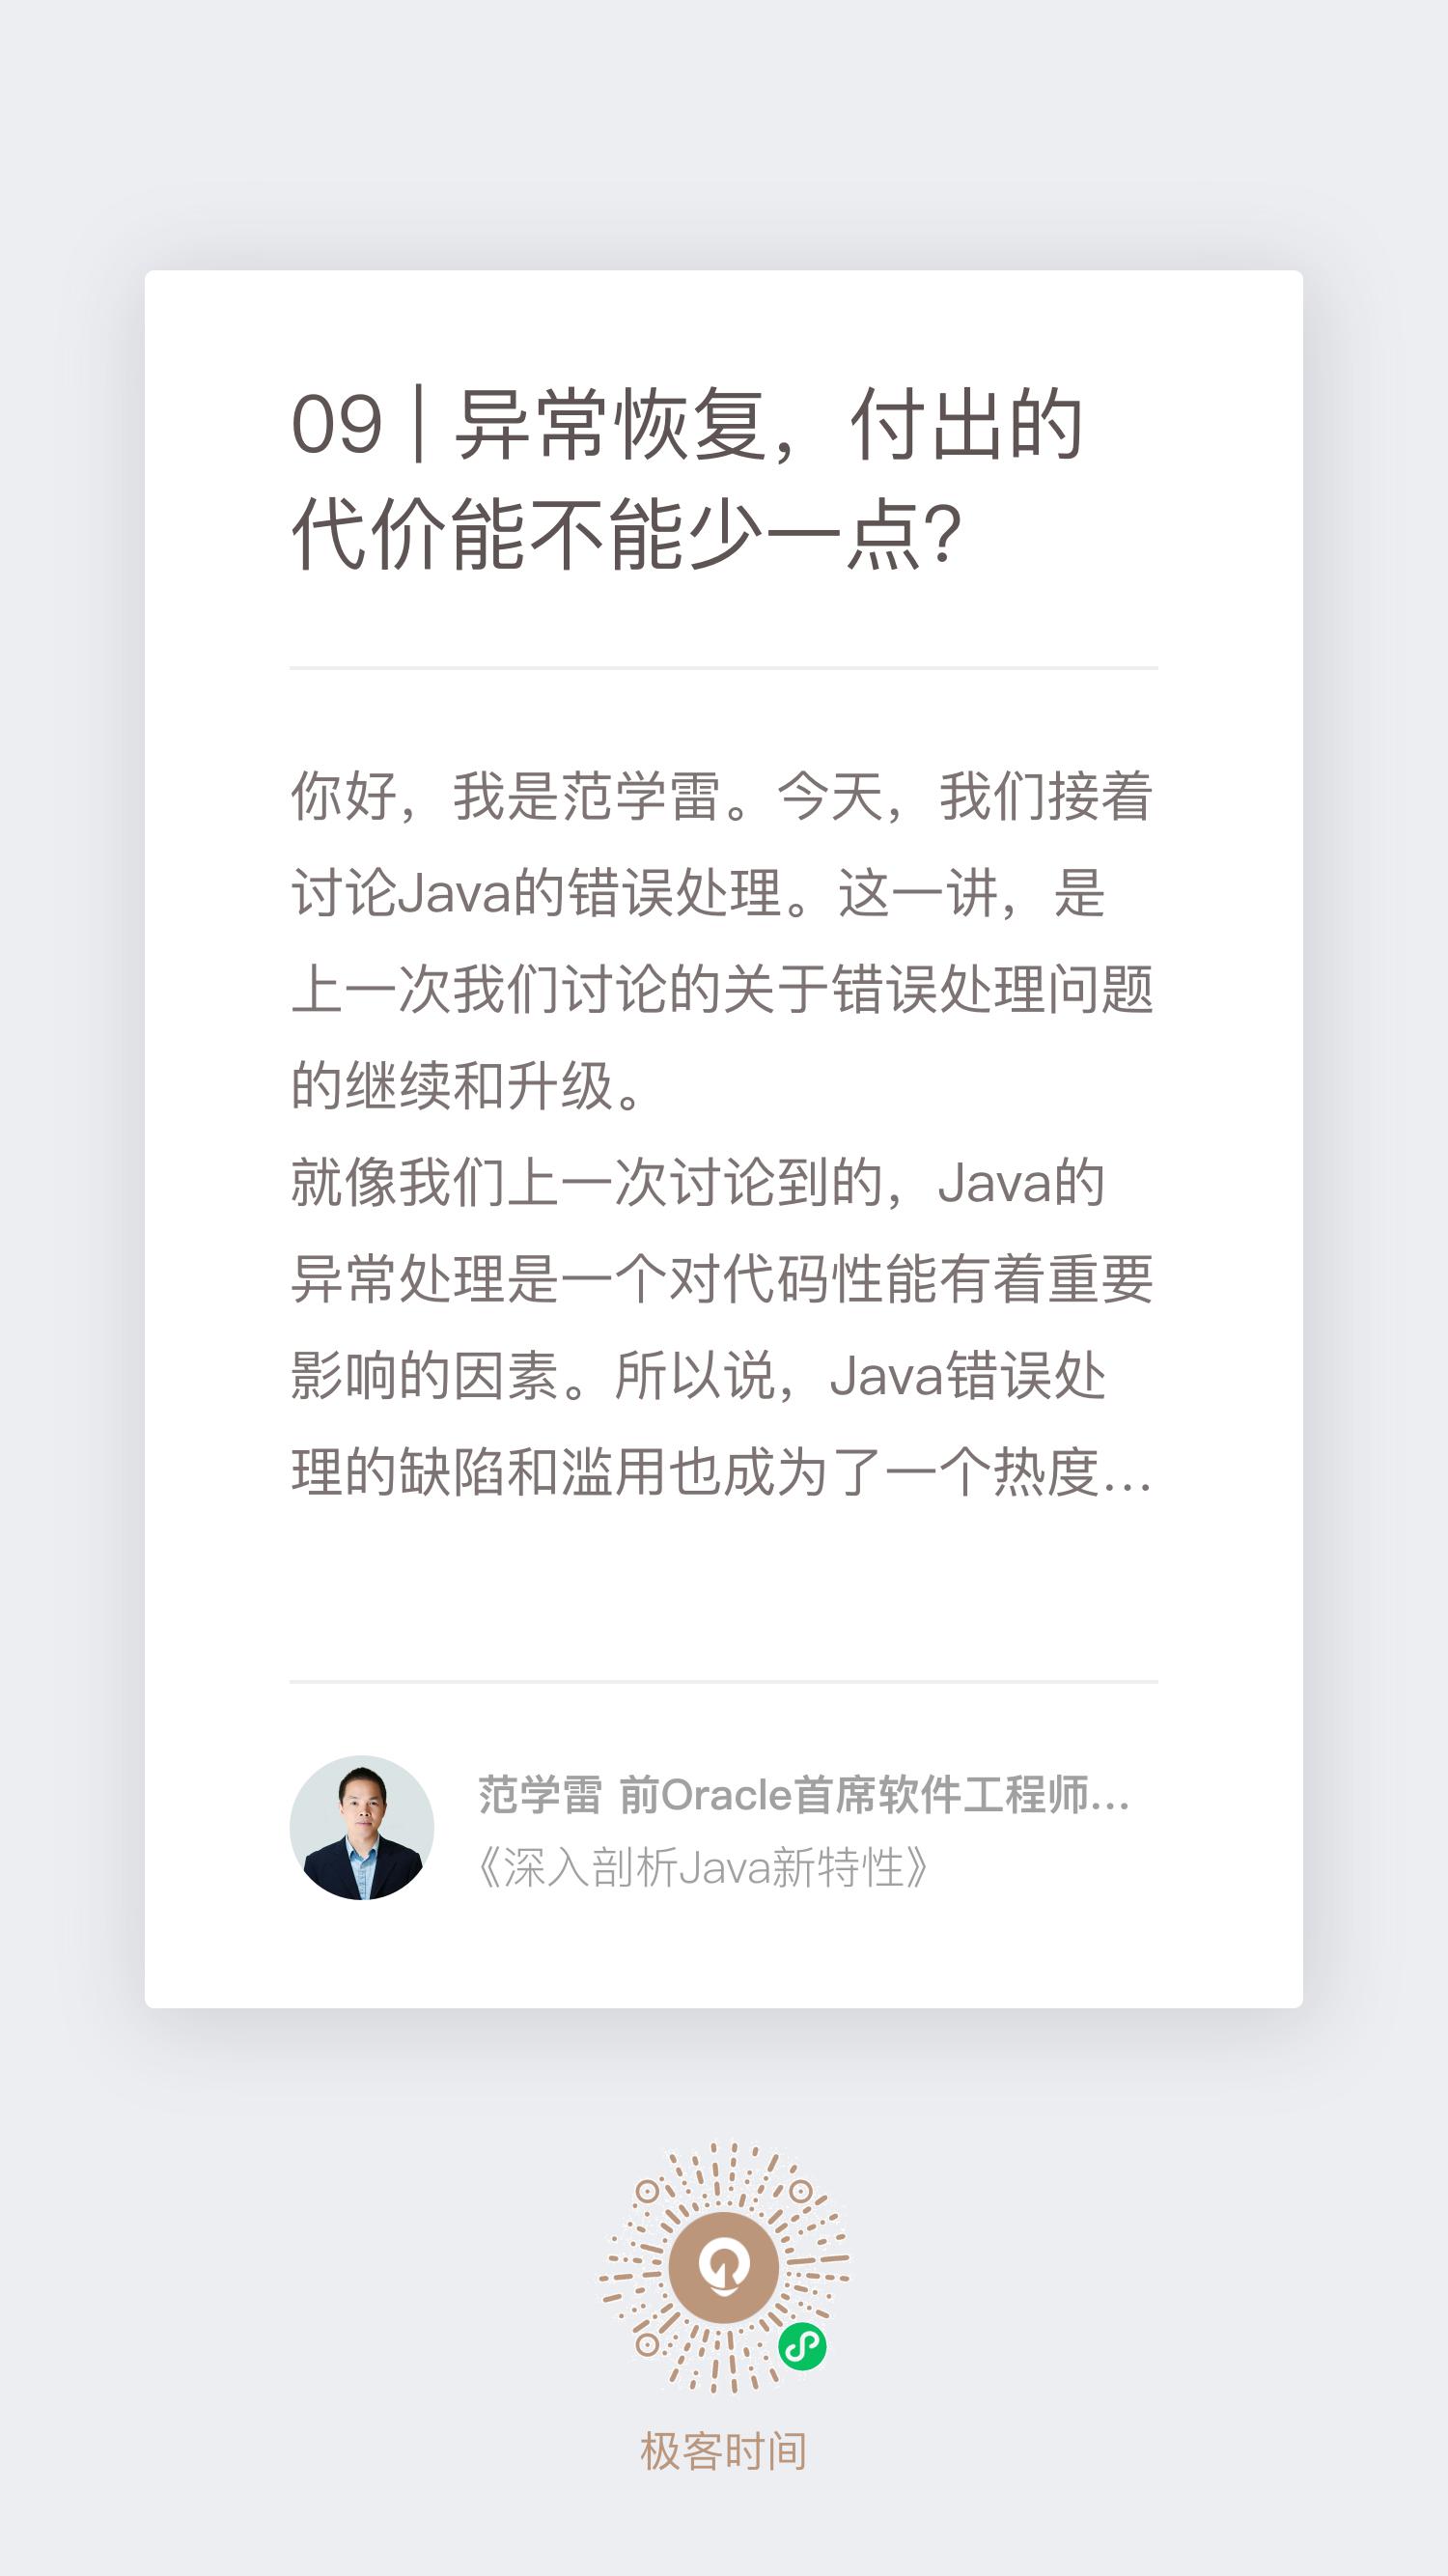 09 | 异常恢复，付出的
代价能不能少一点?
你好，我是范学雷。今天，我们接着
讨论Java的错误处理。这一讲，是
上一次我们讨论的关于错误处理问题
的继续和升级。
就像我们上一次讨论到的，Java的
异常处理是一个对代码性能有着重要
影响的因素。所以说，Java错误处
理的缺陷和滥用也成为了一个热度...
范学雷 前Oracle首席软件工程师...
《深入剖析Java新特性》
极客时间